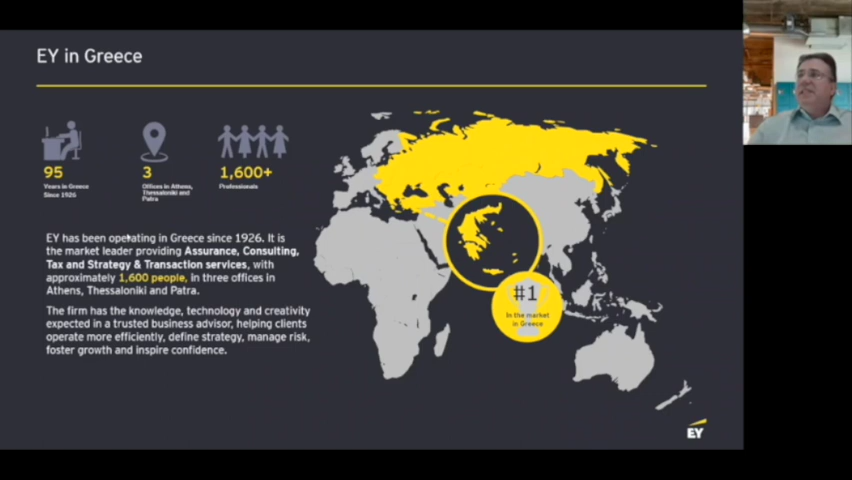 EY in Greece
95
Years in Greece
Since 1926
3
Offices in Athens,
Thessaloniki and
Patra
1,600+
Professionals
EY has been operating in Greece since 1926. It is
the market leader providing Assurance, Consulting,
Tax and Strategy & Transaction services, with
approximately 1,600 people, in three offices in
Athens, Thessaloniki and Patra.
The firm has the knowledge, technology and creativity
expected in a trusted business advisor, helping clients
operate more efficiently, define strategy, manage risk,
foster growth and inspire confidence.
#1
In the market
in Greece
EY